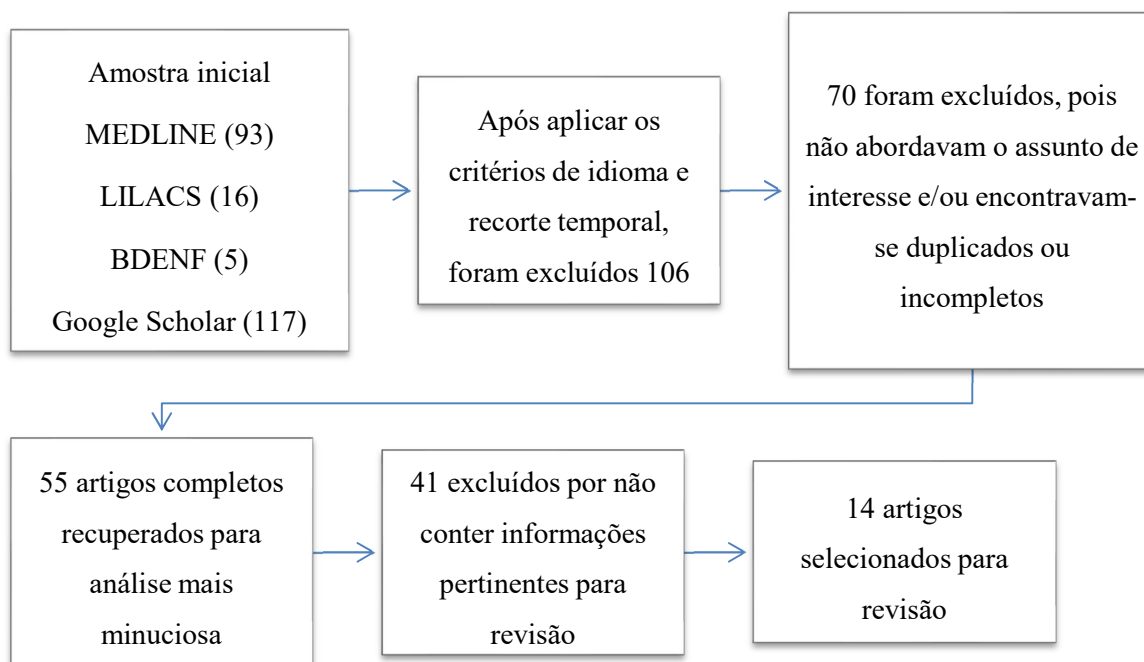 Amostra inicial
MEDLINE (93)
LILACS (16)
BDENF (5)
Google Scholar (117)
Após aplicar os
critérios de idioma e
recorte temporal,
foram excluídos 106
70 foram excluídos, pois
não abordavam o assunto de
interesse e/ou encontravam-
se duplicados ou
incompletos
55 artigos completos
recuperados para
análise mais
minuciosa
41 excluídos por não
conter informações
pertinentes para
revisão
14 artigos
selecionados para
revisão